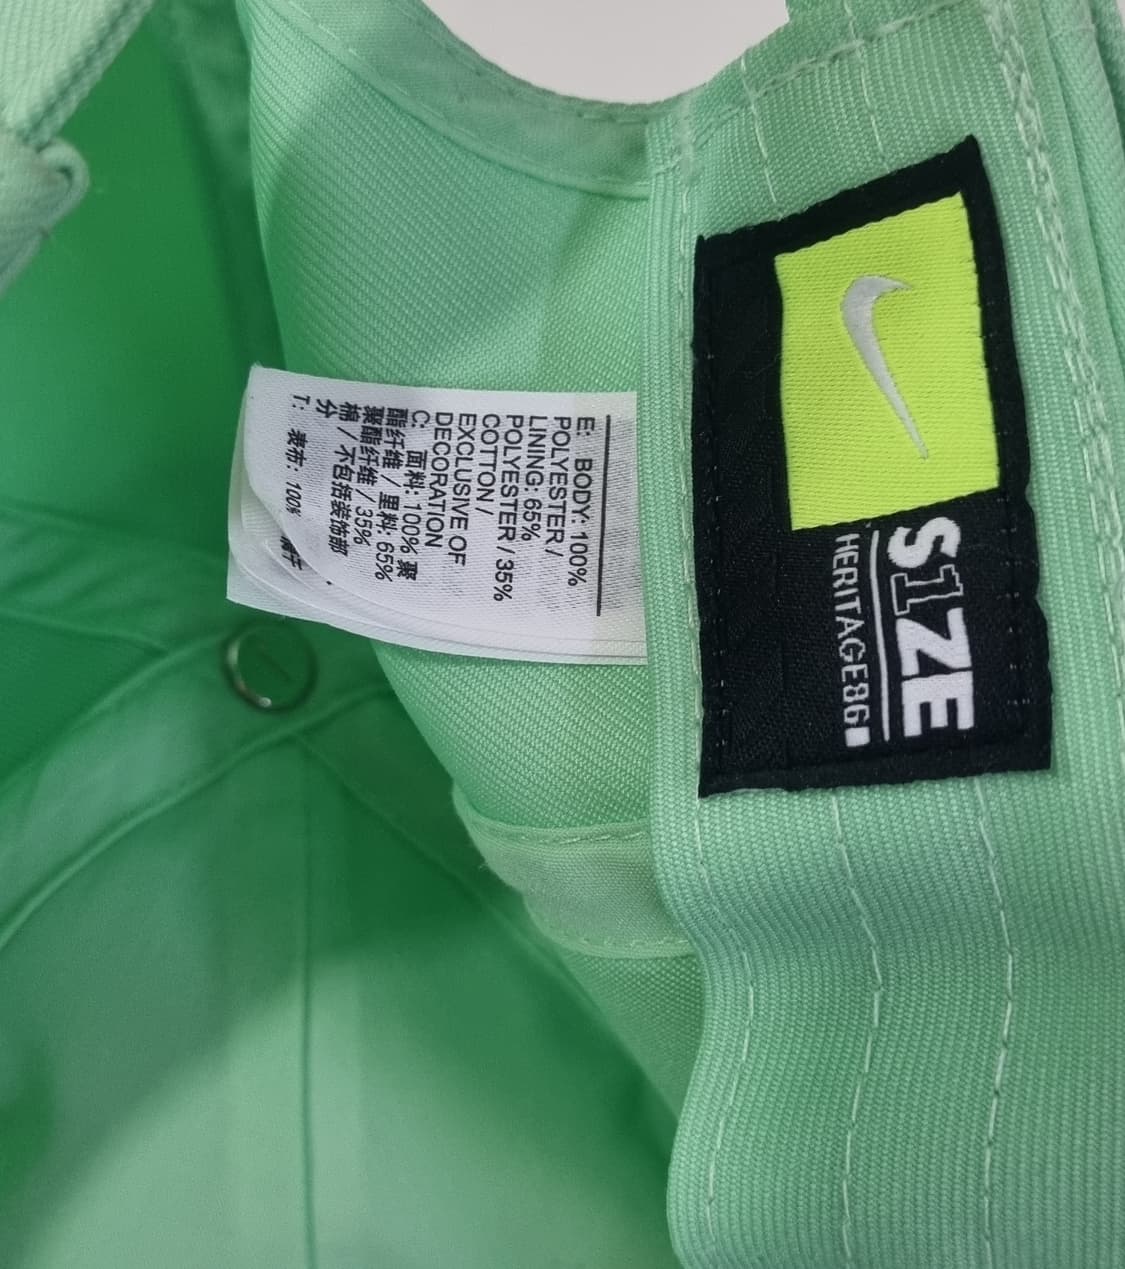 E: BODY: 100%
POLYESTER /
LINING: 65%
POLYESTER / 35%
COTTON /
EXCLUSIVE OF
DECORATION
C: 面料: 100% 聚
酯纤维 / 里料: 65%
聚酯纤维 / 35%
棉 / 不包括装饰部
分
T: 表布: 100%
S1ZE
HERITAGE86